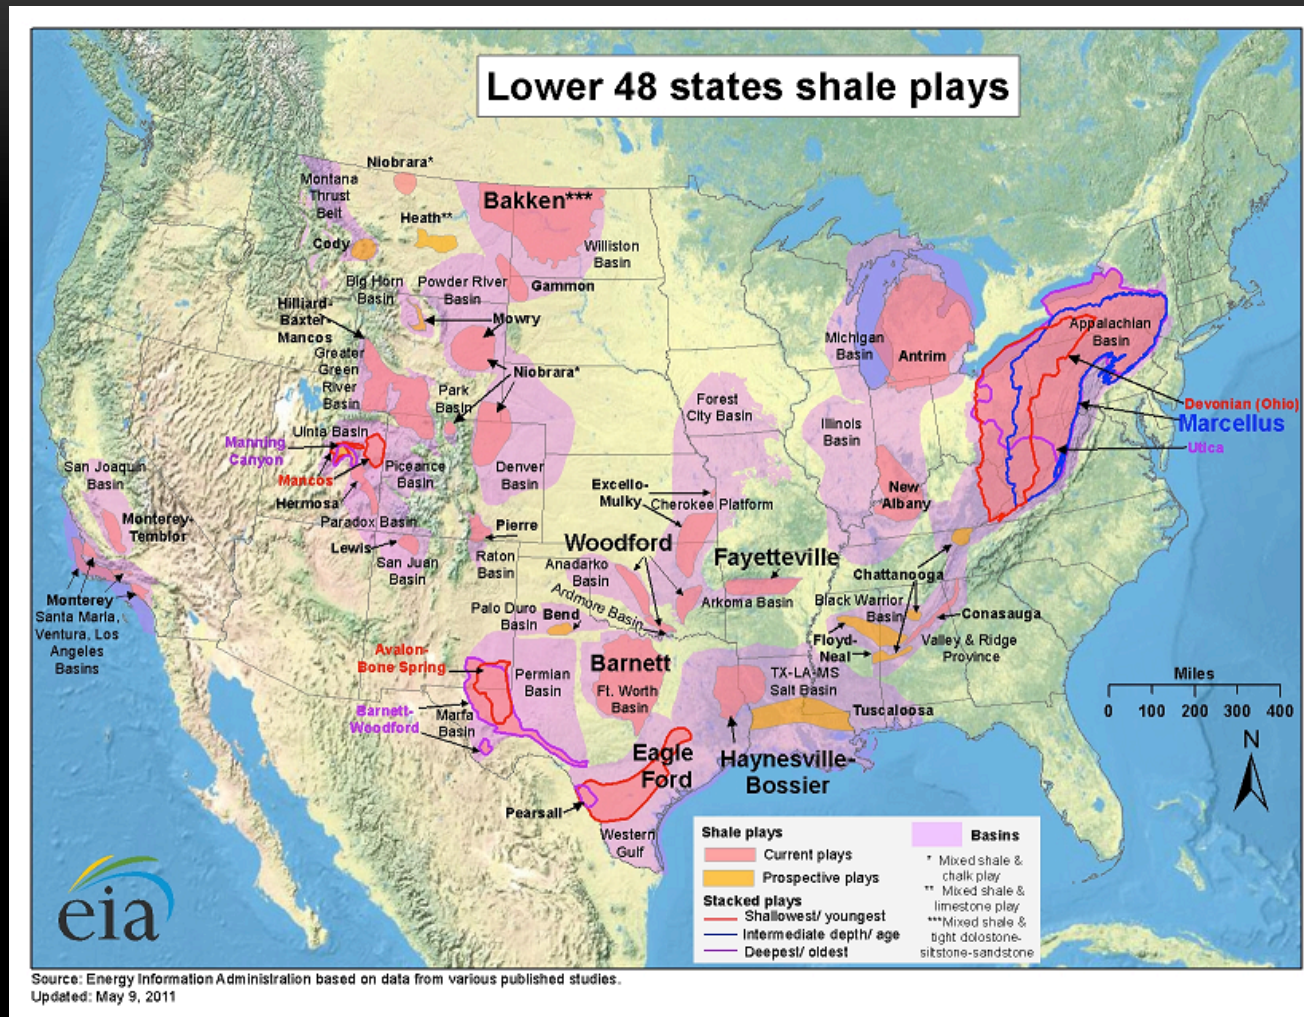 Lower 48 states shale plays
Niobrara*
Montana
Thrust
Belt
Bakken***
Heath**
Cody
Williston
Basin
Big Horn
Basin
Powder River
Basin
Gammon
Hilliard-
Baxter-
Mancos
Mowry
Greater
Green
River
Basin
Niobrara*
Park
Basin
Michigan
Basin
Antrim
Appalachian
Basin
Devonian (Ohio)
Marcellus
Utica
Forest
City Basin
Illinois
Basin
Uinta Basin
Manning
Canyon
Mancos
Piceance
Basin
Denver
Basin
Hermosa
Paradox Basin
San Joaquin
Basin
Monterey-
Temblor
Excello-
Mulky
Cherokee Platform
New
Albany
Lewis
San Juan
Basin
Pierre
Raton
Basin
Woodford
Anadarko
Basin
Ardmore Basin
Fayetteville
Arkoma Basin
Chattanooga
Monterey
Santa Maria,
Ventura, Los
Angeles
Basins
Palo Duro
Basin
Bend
Black Warrior
Basin
Conasauga
Floyd-
Neal
Valley & Ridge
Province
Avalon-
Bone Spring
Permian
Basin
Barnett
Ft. Worth
Basin
TX-LA-MS
Salt Basin
Tuscaloosa
Barnett-
Woodford
Marfa
Basin
Eagle
Ford
Haynesville-
Bossier
Pearsall
Western
Gulf
Miles
0 100 200 300 400
N
Shale plays
Current plays
Prospective plays
Stacked plays
Shallowest/ youngest
Intermediate depth/ age
Deepest/ oldest
Basins
* Mixed shale &
chalk play
** Mixed shale &
limestone play
***Mixed shale &
tight dolostone-
siltstone-sandstone
eia
Source: Energy Information Administration based on data from various published studies.
Updated: May 9, 2011